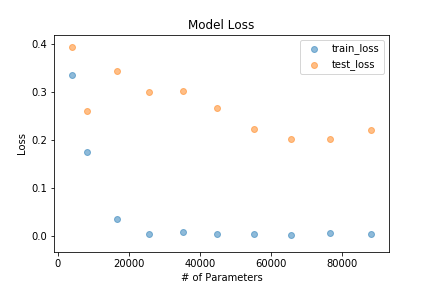 Model Loss
train_loss
test_loss
0.4
0.3
0.2
0.1
0.0
Loss
0
20000
40000
60000
80000
# of Parameters